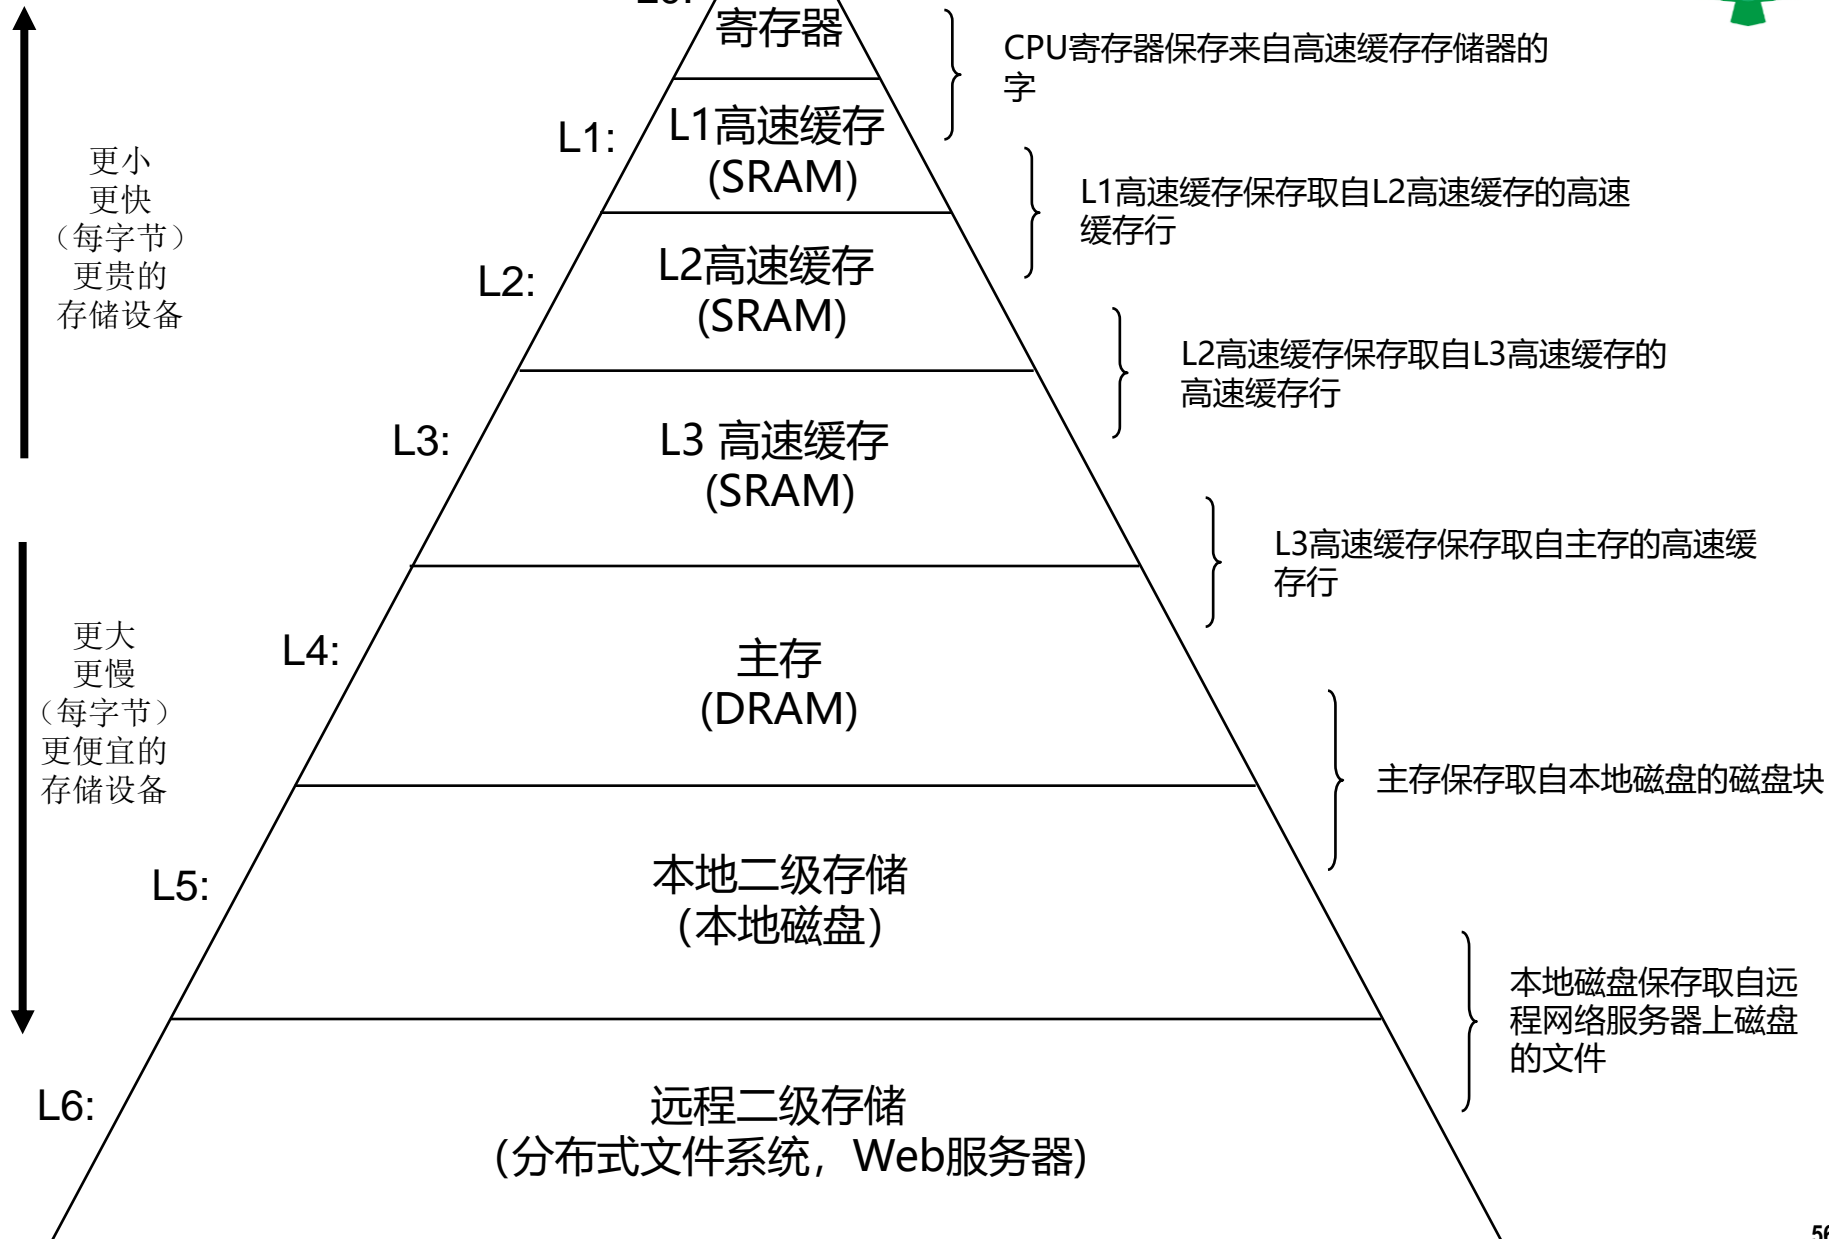 寄存器
CPU寄存器保存来自高速缓存存储器的
字
L1:
L1高速缓存
(SRAM)
更小
更快
（每字节）
更贵的
存储设备
L1高速缓存保存取自L2高速缓存的高速
缓存行
L2:
L2高速缓存
(SRAM)
L2高速缓存保存取自L3高速缓存的
高速缓存行
L3:
L3 高速缓存
(SRAM)
L3高速缓存保存取自主存的高速缓
存行
更大
更慢
（每字节）
更便宜的
存储设备
L4:
主存
(DRAM)
主存保存取自本地磁盘的磁盘块
L5:
本地二级存储
（本地磁盘）
本地磁盘保存取自远
程网络服务器上磁盘
的文件
L6:
远程二级存储
(分布式文件系统，Web服务器)